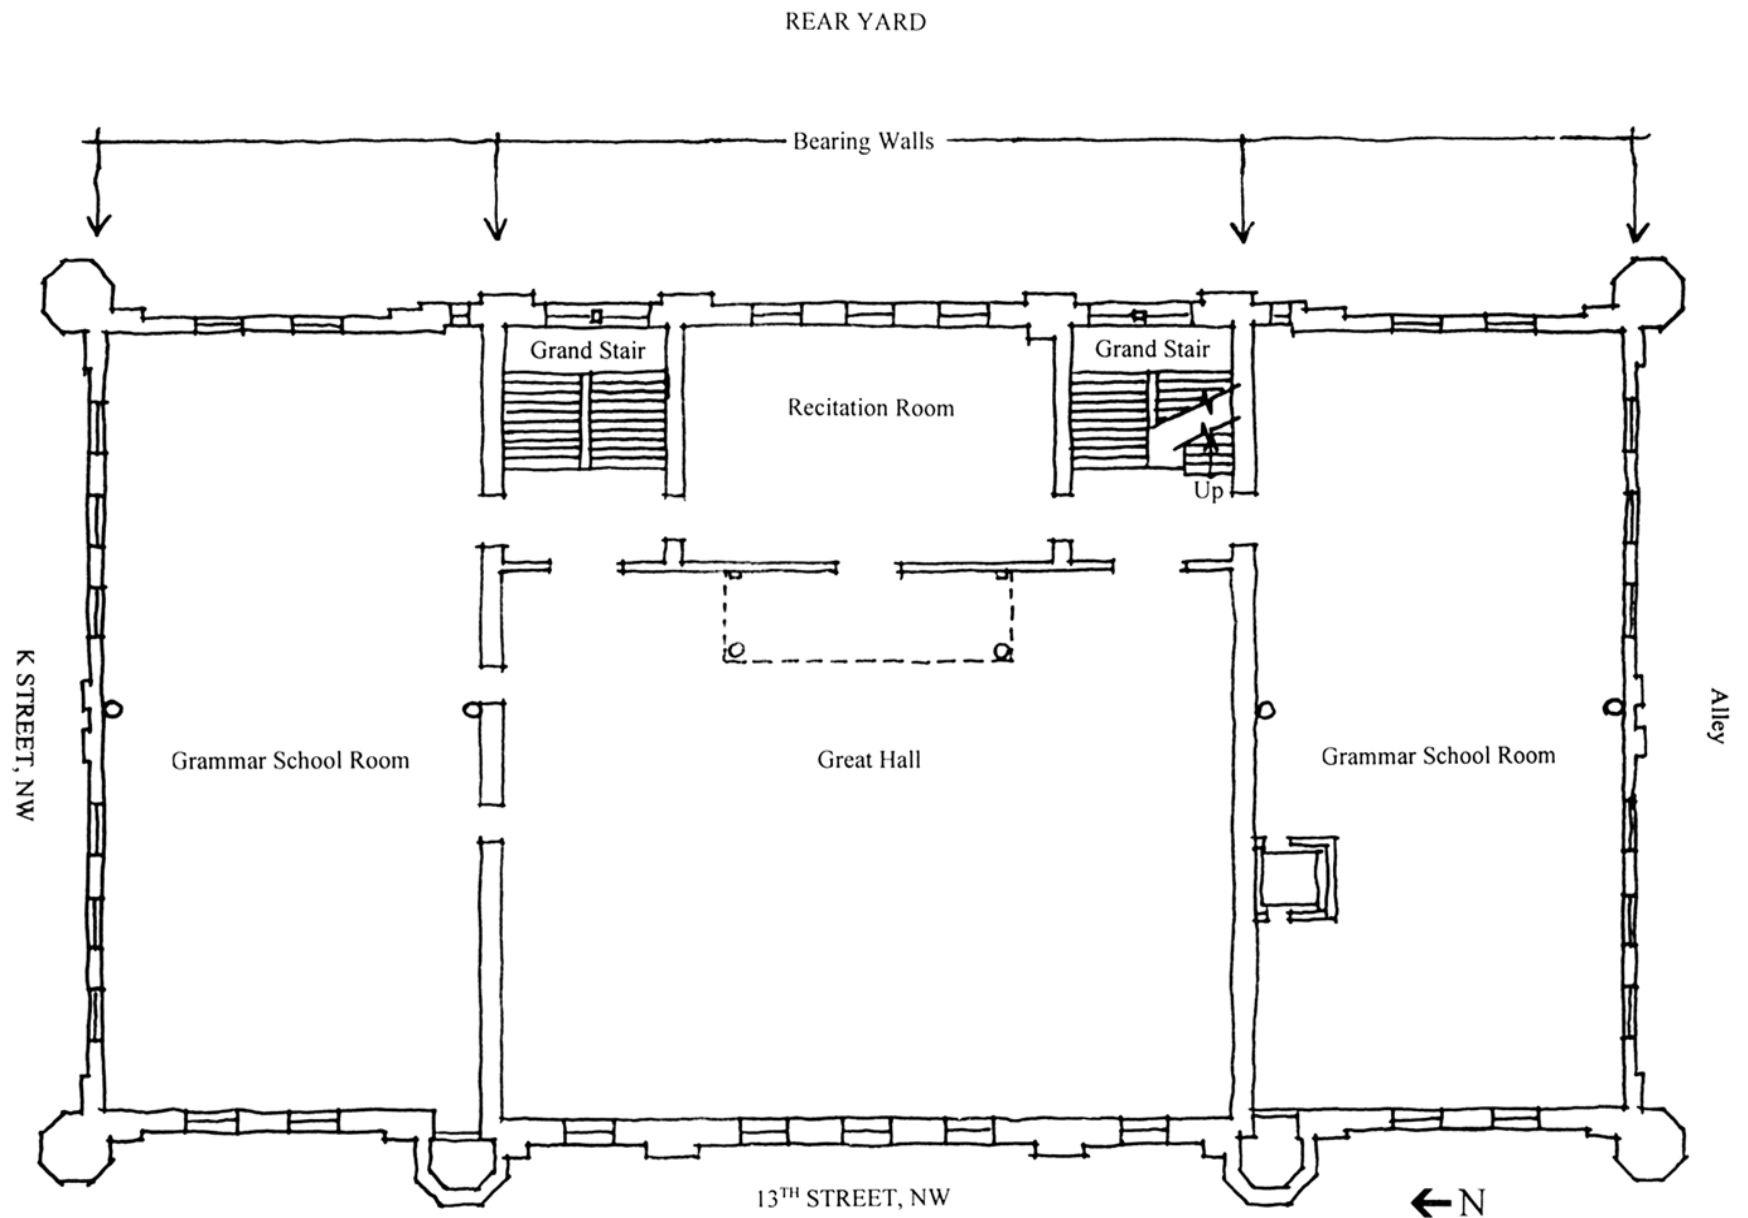 REAR YARD
Bearing Walls
Grand Stair
Grand Stair
Recitation Room
Up
K STREET, NW
Alley
Grammar School Room
Great Hall
Grammar School Room
13TH STREET, NW
N